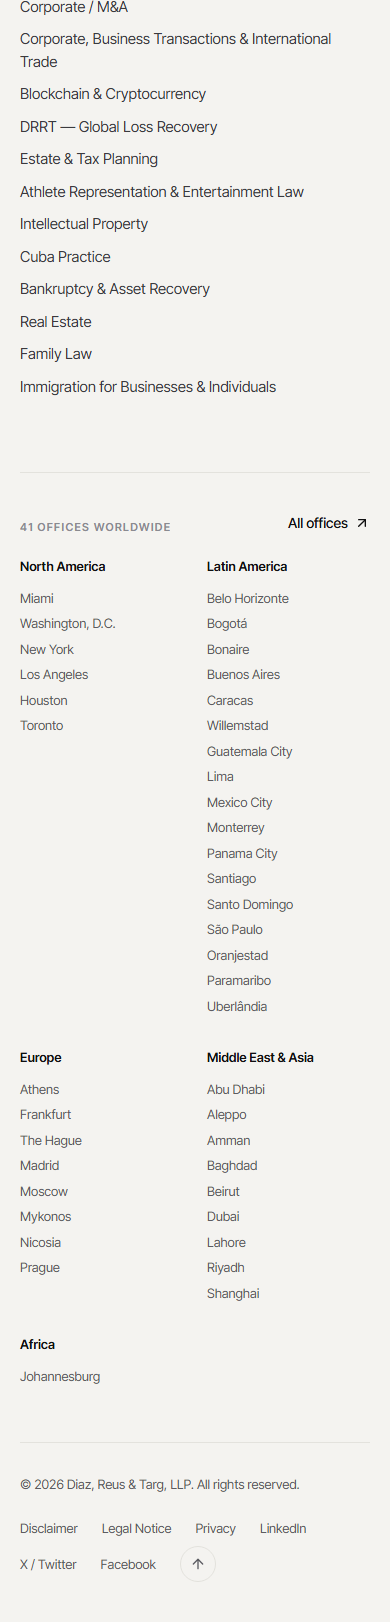 Corporate / M&A
Corporate, Business Transactions & International
Trade
Blockchain & Cryptocurrency
DRRT — Global Loss Recovery
Estate & Tax Planning
Athlete Representation & Entertainment Law
Intellectual Property
Cuba Practice
Bankruptcy & Asset Recovery
Real Estate
Family Law
Immigration for Businesses & Individuals
41 OFFICES WORLDWIDE
All offices
North America
Miami
Washington, D.C.
New York
Los Angeles
Houston
Toronto
Latin America
Belo Horizonte
Bogotá
Bonaire
Buenos Aires
Caracas
Willemstad
Guatemala City
Lima
Mexico City
Monterrey
Panama City
Santiago
Santo Domingo
São Paulo
Oranjestad
Paramaribo
Uberlândia
Europe
Athens
Frankfurt
The Hague
Madrid
Moscow
Mykonos
Nicosia
Prague
Middle East & Asia
Abu Dhabi
Aleppo
Amman
Baghdad
Beirut
Dubai
Lahore
Riyadh
Shanghai
Africa
Johannesburg
© 2026 Diaz, Reus & Targ, LLP. All rights reserved.
Disclaimer Legal Notice Privacy LinkedIn
X / Twitter Facebook